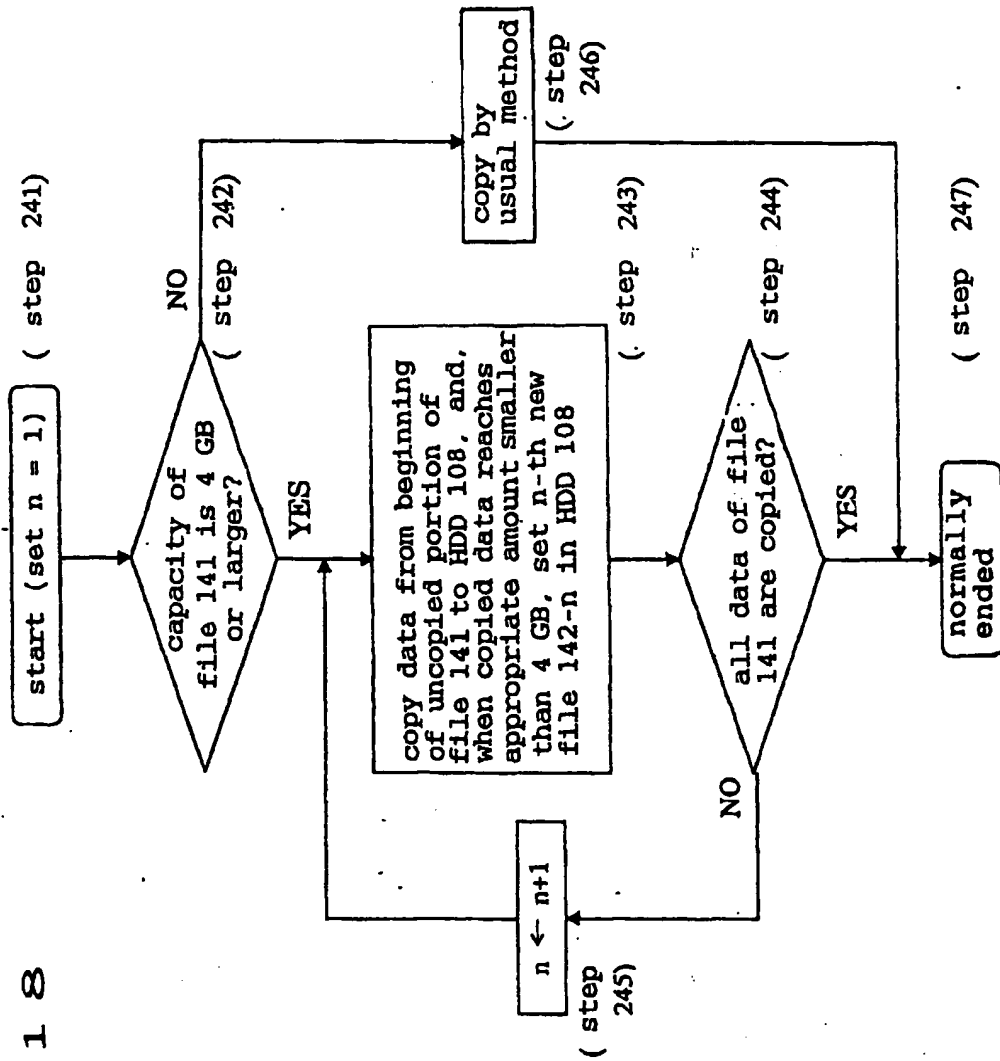 18
start (set n = 1)
( step 241)
capacity of
file 141 is 4 GB
or larger?
NO
( step 242)
YES
copy by
usual method
(. step
246)
copy data from beginning
of uncopied portion of
file 141 to HDD 108, and,
when copied data reaches
appropriate amount smaller
than 4 GB, set n-th new
file 142-n in HDD 108
(. step 243)
n ← n+1
( step
245)
NO
all data of file
141 are copied?
( step 244)
YES
normally
ended
( step 247)